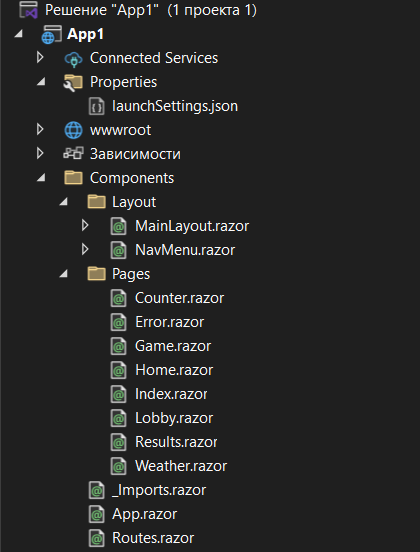 Решение "App1" (1 проекта 1)
App1
Connected Services
Properties
launchSettings.json
wwwroot
Зависимости
Components
Layout
MainLayout.razor
NavMenu.razor
Pages
Counter.razor
Error.razor
Game.razor
Home.razor
Index.razor
Lobby.razor
Results.razor
Weather.razor
_Imports.razor
App.razor
Routes.razor